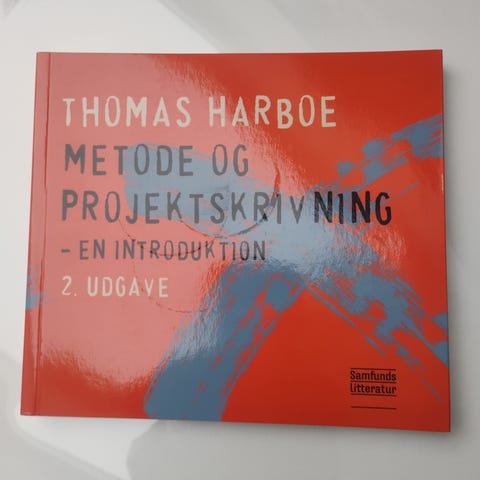 THOMAS HARBOE
METODE OG
PROJEKTSKRIVNING
- EN INTRODUKTION
2. UDGAVE
Samfunds
litteratur